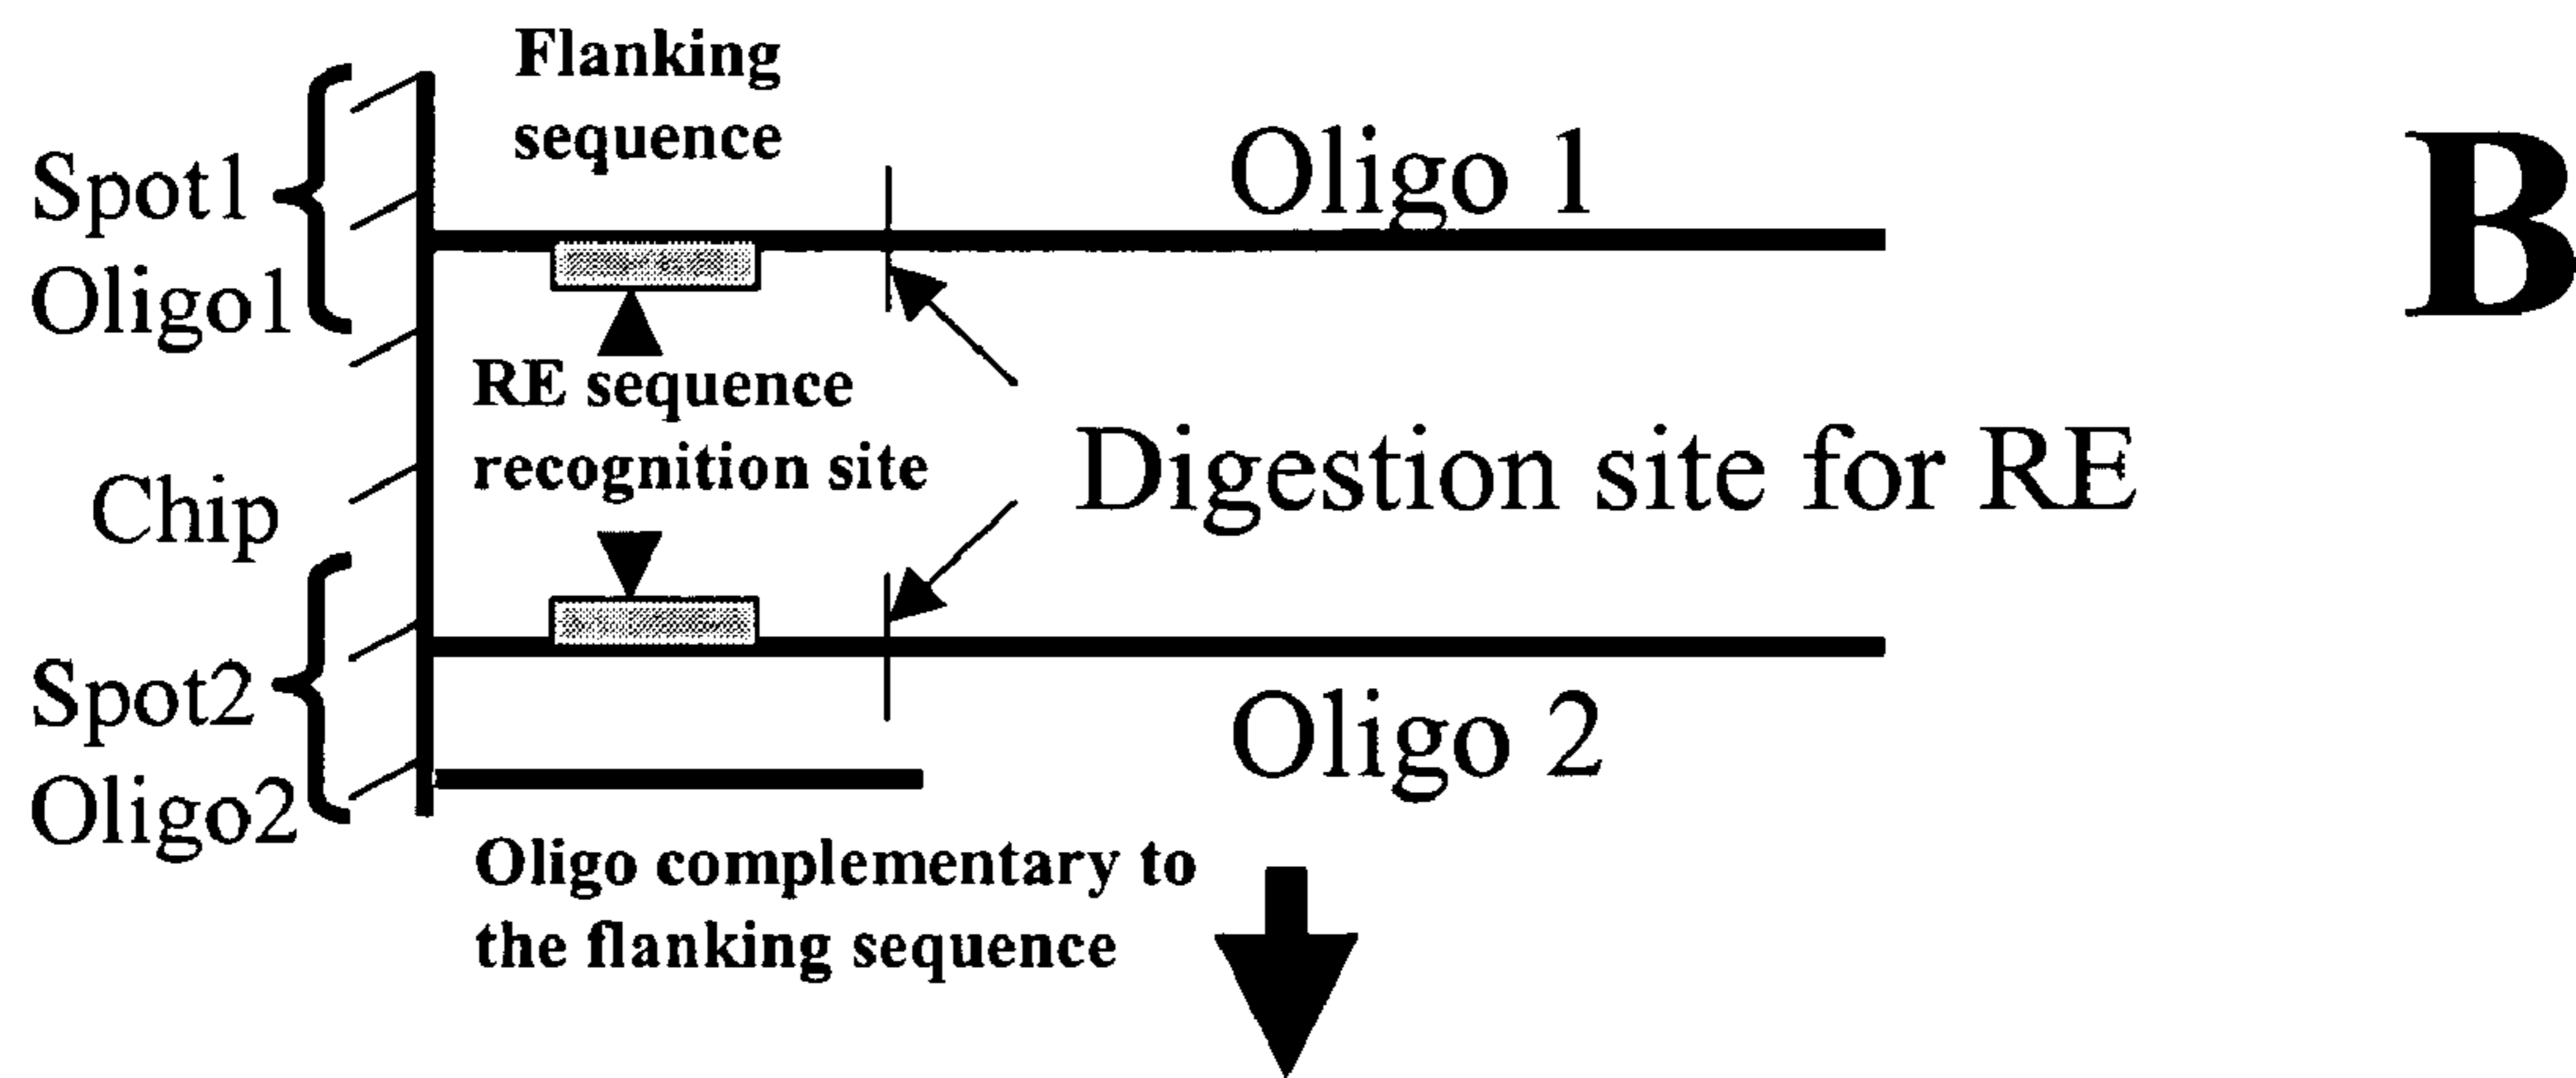 Flanking
sequence
Oligo 1
B
Spot1
Oligo1
RE sequence
recognition site
Digestion site for RE
Chip
Spot2
Oligo2
Oligo 2
Oligo complementary to
the flanking sequence